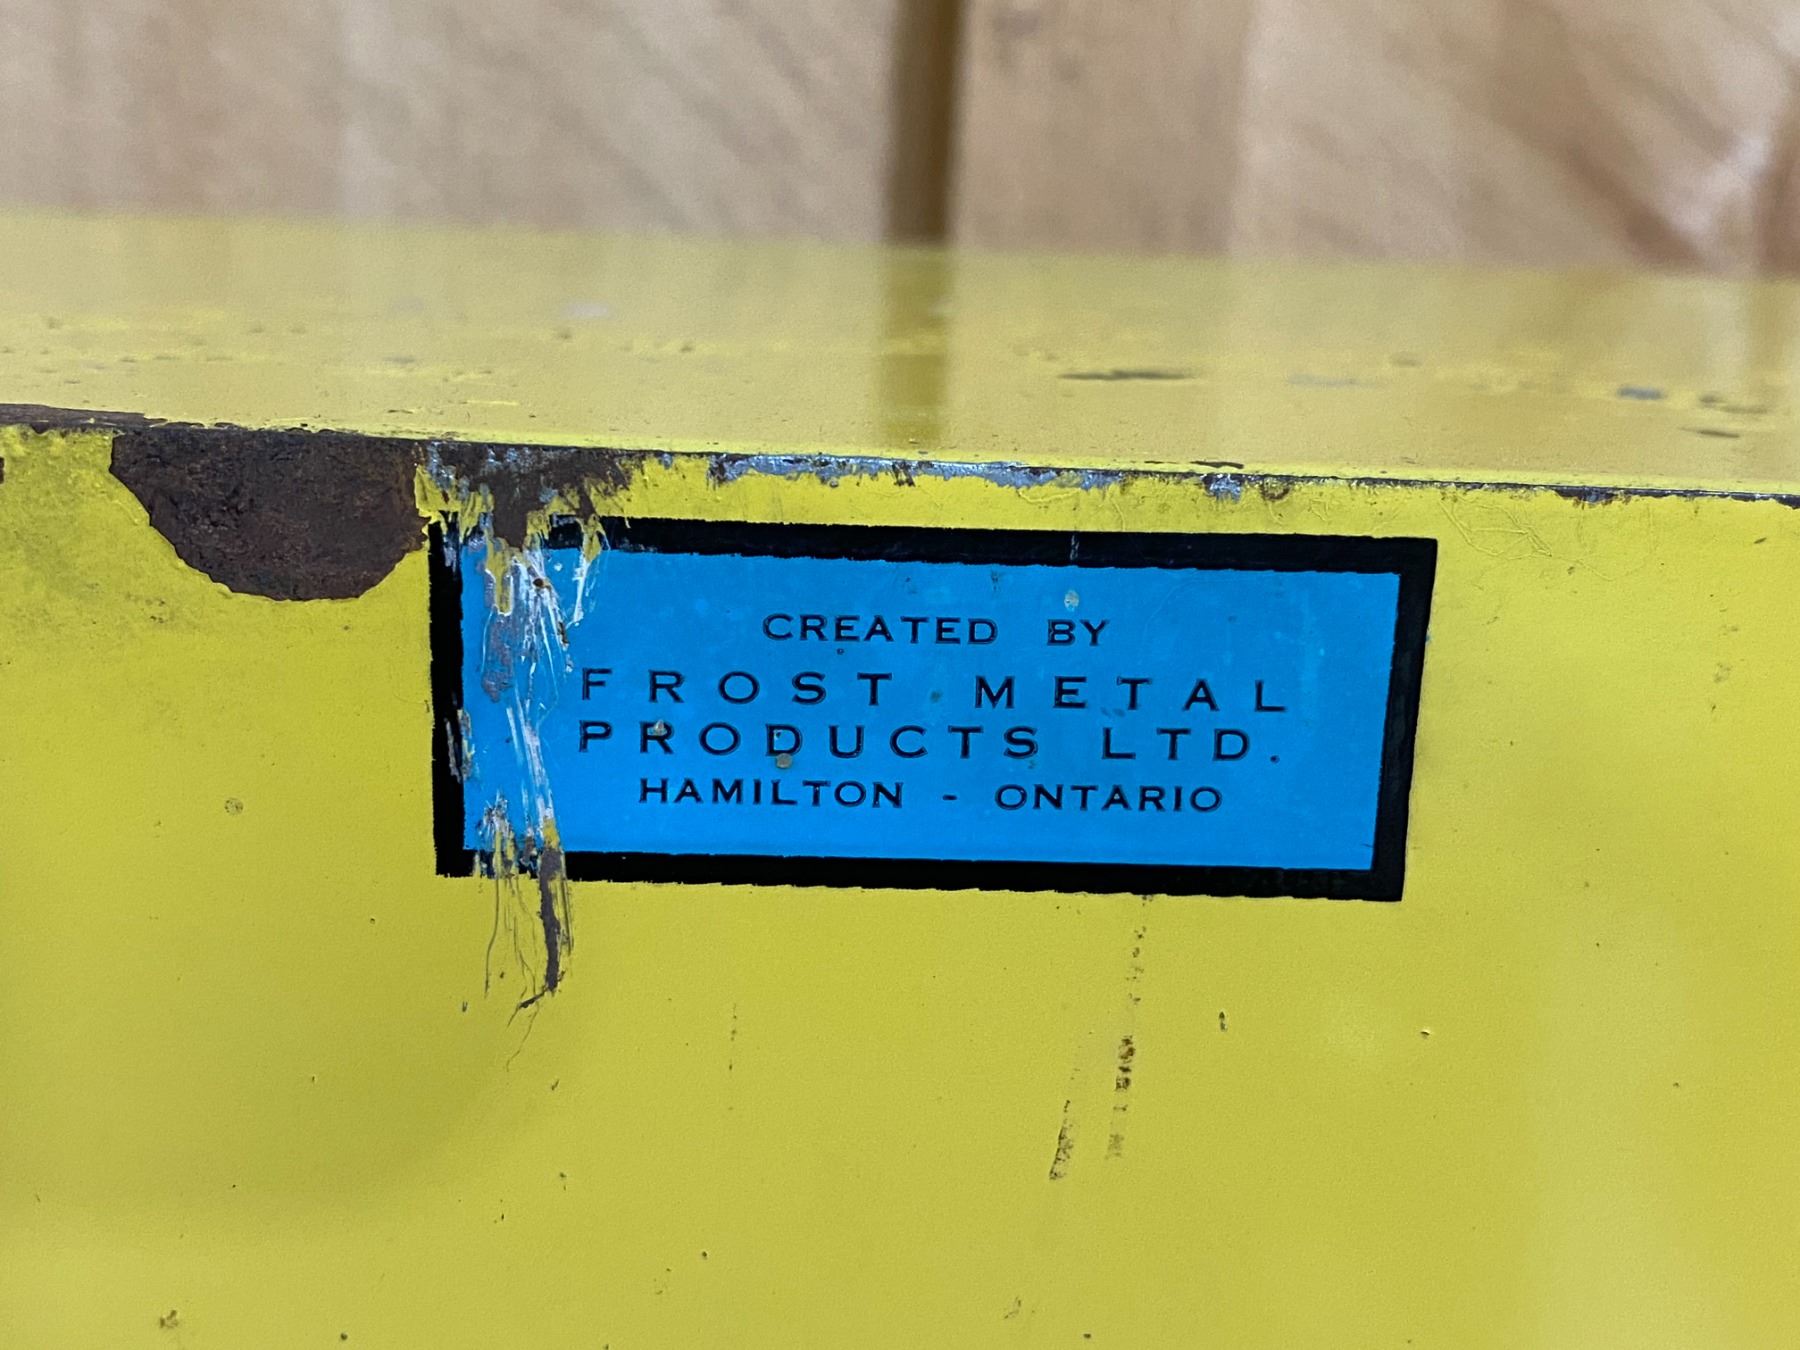 CREATED BY
FROST METAL
PRODUCTS LTD.
HAMILTON - ONTARIO